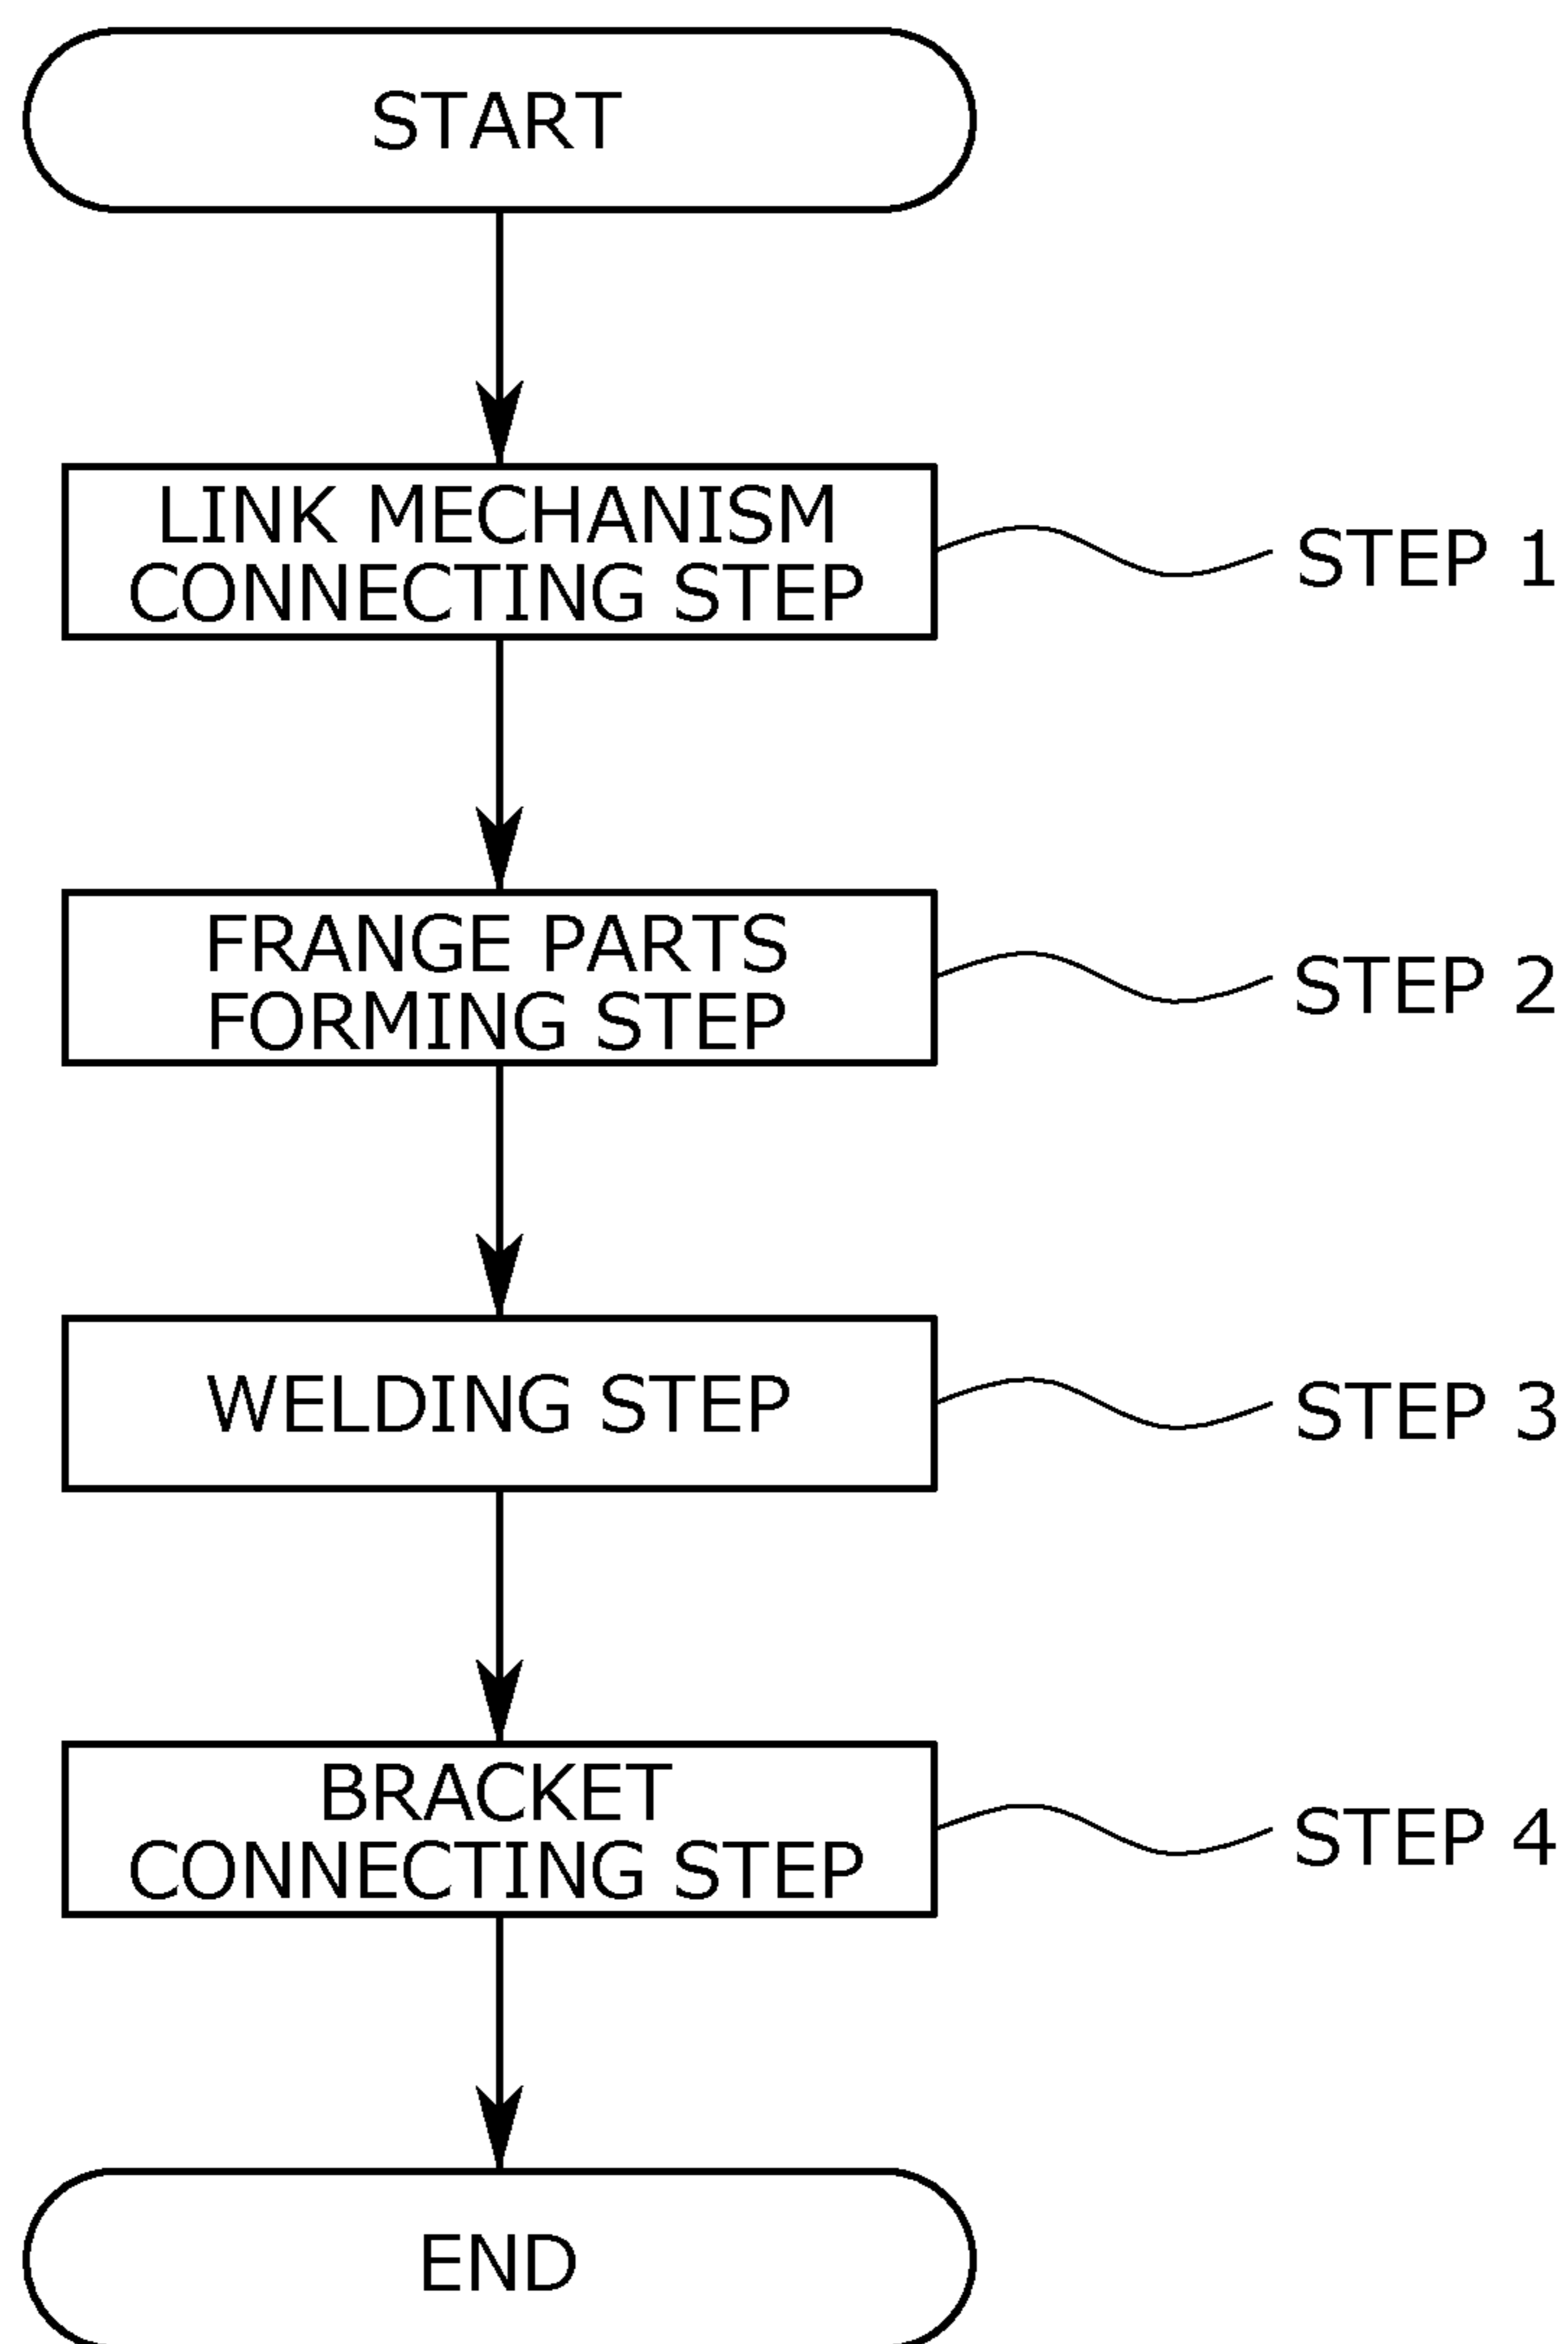 START
LINK MECHANISM
CONNECTING STEP
STEP 1
FRANGE PARTS
FORMING STEP
STEP 2
WELDING STEP
STEP 3
BRACKET
CONNECTING STEP
STEP 4
END